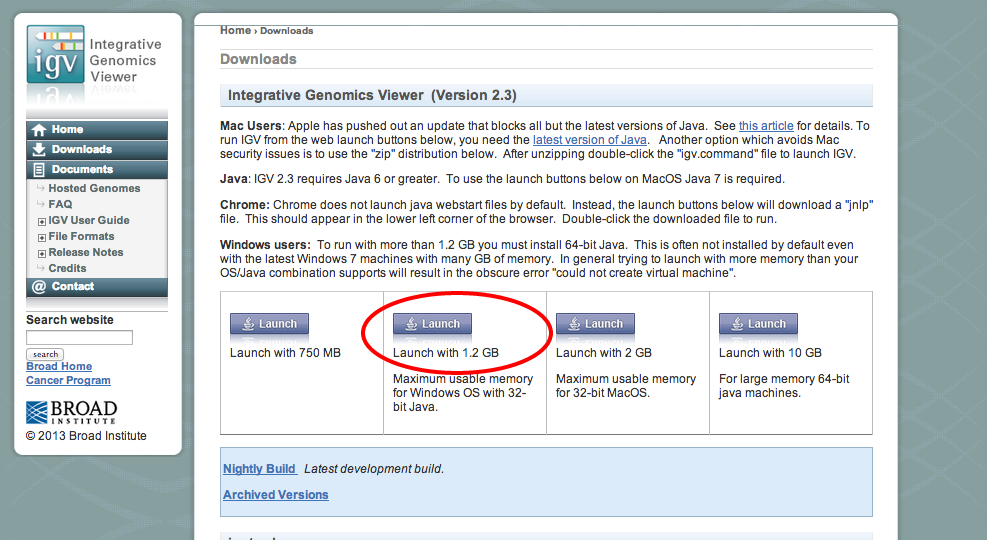 igv
Integrative
Genomics
Viewer
Home
Downloads
Documents
Hosted Genomes
FAQ
IGV User Guide
File Formats
Release Notes
Credits
@ Contact
Search website
search
Broad Home
Cancer Program
BROAD
INSTITUTE
© 2013 Broad Institute
Home › Downloads
Downloads
Integrative Genomics Viewer (Version 2.3)
Mac Users: Apple has pushed out an update that blocks all but the latest versions of Java. See this article for details. To
run IGV from the web launch buttons below, you need the latest version of Java. Another option which avoids Mac
security issues is to use the "zip" distribution below. After unzipping double-click the "igv.command" file to launch IGV.
Java: IGV 2.3 requires Java 6 or greater. To use the launch buttons below on MacOS Java 7 is required.
Chrome: Chrome does not launch java webstart files by default. Instead, the launch buttons below will download a "jnlp"
file. This should appear in the lower left corner of the browser. Double-click the downloaded file to run.
Windows users: To run with more than 1.2 GB you must install 64-bit Java. This is often not installed by default even
with the latest Windows 7 machines with many GB of memory. In general trying to launch with more memory than your
OS/Java combination supports will result in the obscure error "could not create virtual machine".
Launch
Launch with 750 MB
Launch
Launch with 1.2 GB
Maximum usable memory
for Windows OS with 32-
bit Java.
Launch
Launch with 2 GB
Maximum usable memory
for 32-bit MacOS.
Launch
Launch with 10 GB
For large memory 64-bit
java machines.
Nightly Build Latest development build.
Archived Versions